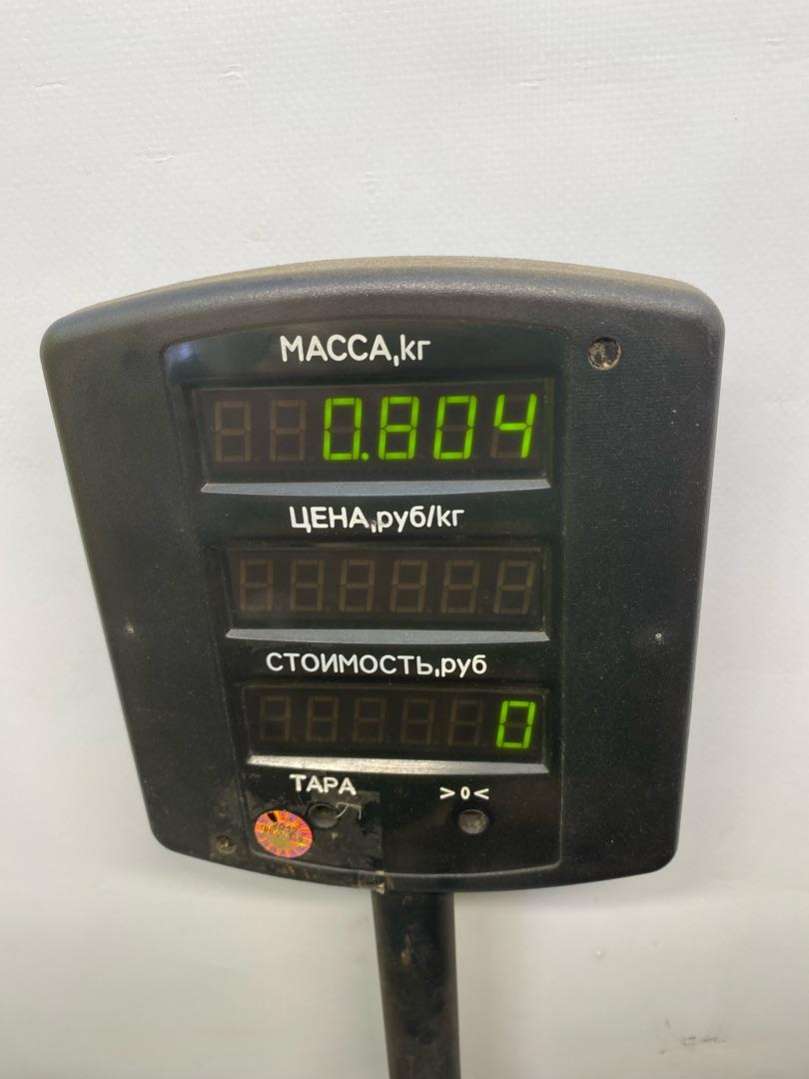 МАССА,кг
0.804
ЦЕНА,руб/кг
СТОИМОСТЬ,руб
0
ТАРА >0<